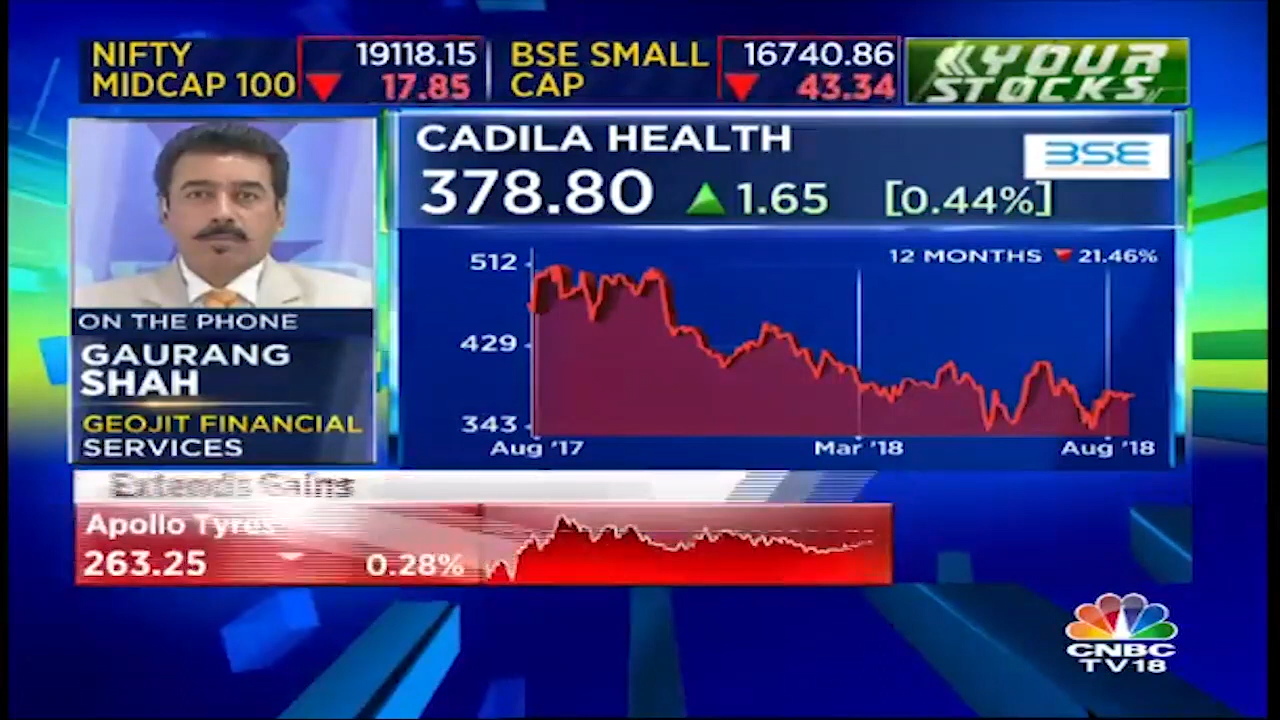 NIFTY
MIDCAP 100
19118.15
17.85
BSE SMALL
CAP
16740.86
43.34
YOUR
STOCKS
CADILA HEALTH
378.80
1.65
[0.44%]
BSE
12 MONTHS
21.46%
512
429
343
Aug '17
Mar '18
Aug '18
ON THE PHONE
GAURANG
SHAH
GEOJIT FINANCIAL
SERVICES
Extends Gains
Apollo Tyres
263.25
0.28%
CNBC
TV18